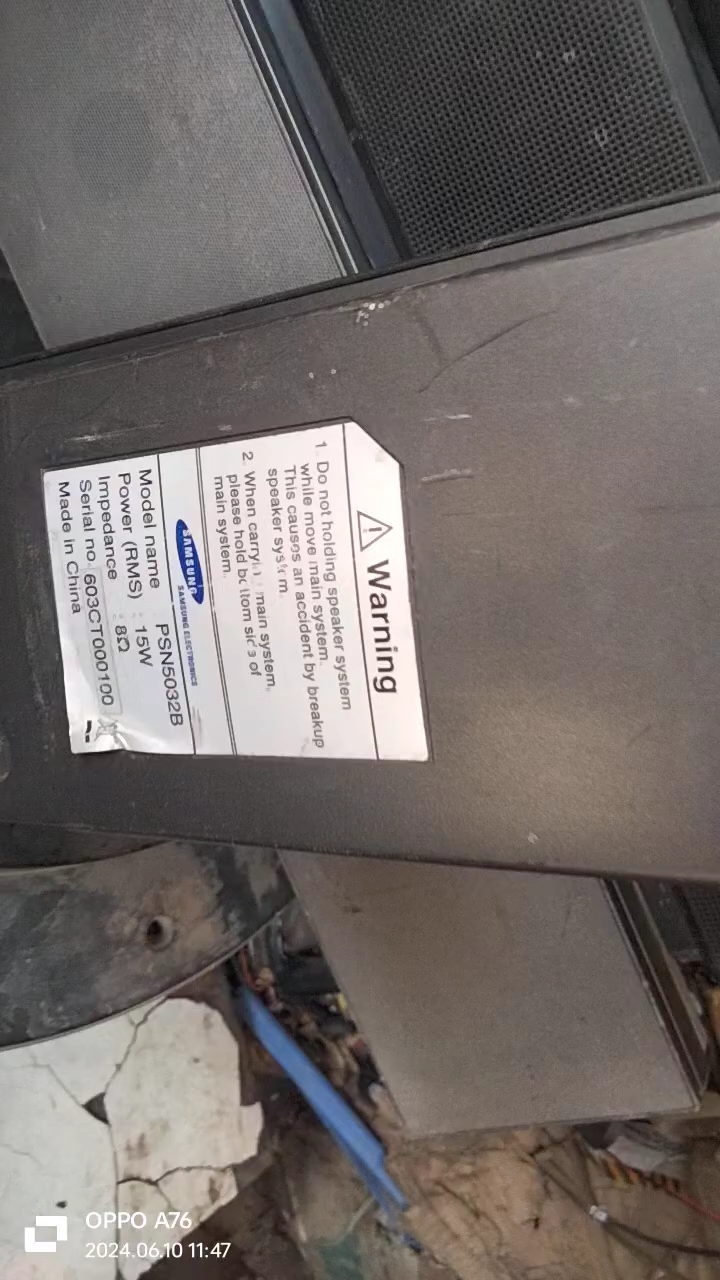 ⚠ Warning
1. Do not holding speaker system
while move main system.
This causes an accident by breakup
speaker system.
2. When carrying main system,
please hold bottom side of
main system.
SAMSUNG SAMSUNG ELECTRONICS
Model name PSN5032B
Power (RMS) : 15W
Impedance : 8Ω
Serial no. 603CT000100
Made in China
OPPO A76
2024.06.10 11:47